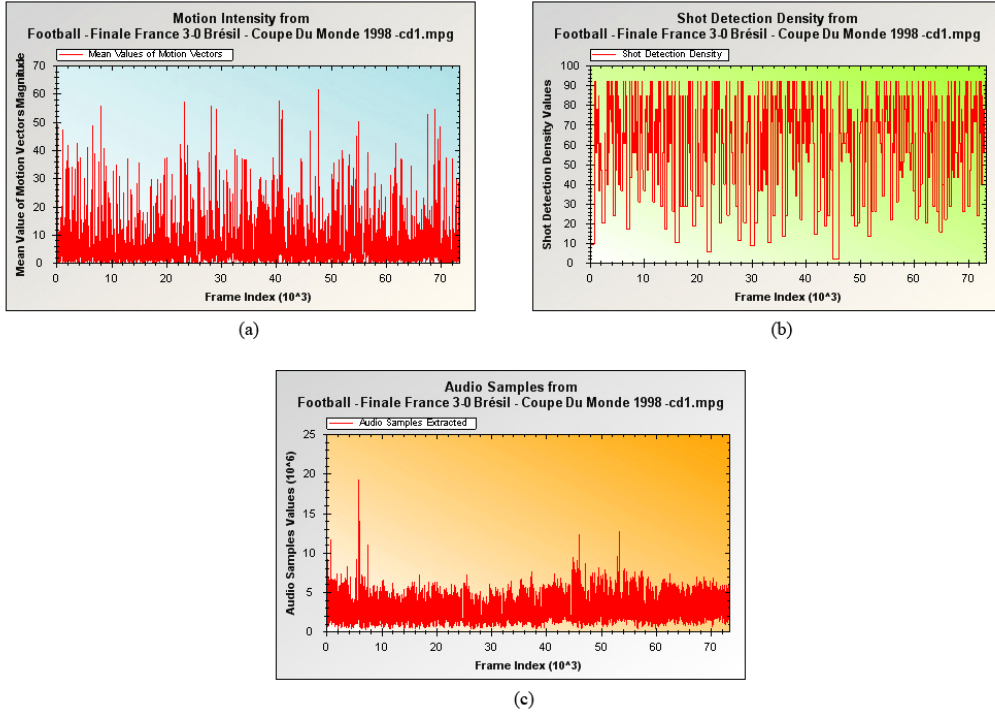 Motion Intensity from
Football - Finale France 3-0 Brésil - Coupe Du Monde 1998 -cd1.mpg
Mean Values of Motion Vectors
Mean Value of Motion Vectors Magnitude
70
60
50
40
30
20
10
0
0 10 20 30 40 50 60 70
Frame Index (10^3)
(a)
Shot Detection Density from
Football - Finale France 3-0 Brésil - Coupe Du Monde 1998 -cd1.mpg
Shot Detection Density
Shot Detection Density Values
100
90
80
70
60
50
40
30
20
10
0
0 10 20 30 40 50 60 70
Frame Index (10^3)
(b)
Audio Samples from
Football - Finale France 3-0 Brésil - Coupe Du Monde 1998 -cd1.mpg
Audio Samples Extracted
Audio Samples Values (10^6)
25
20
15
10
5
0
0 10 20 30 40 50 60 70
Frame Index (10^3)
(c)